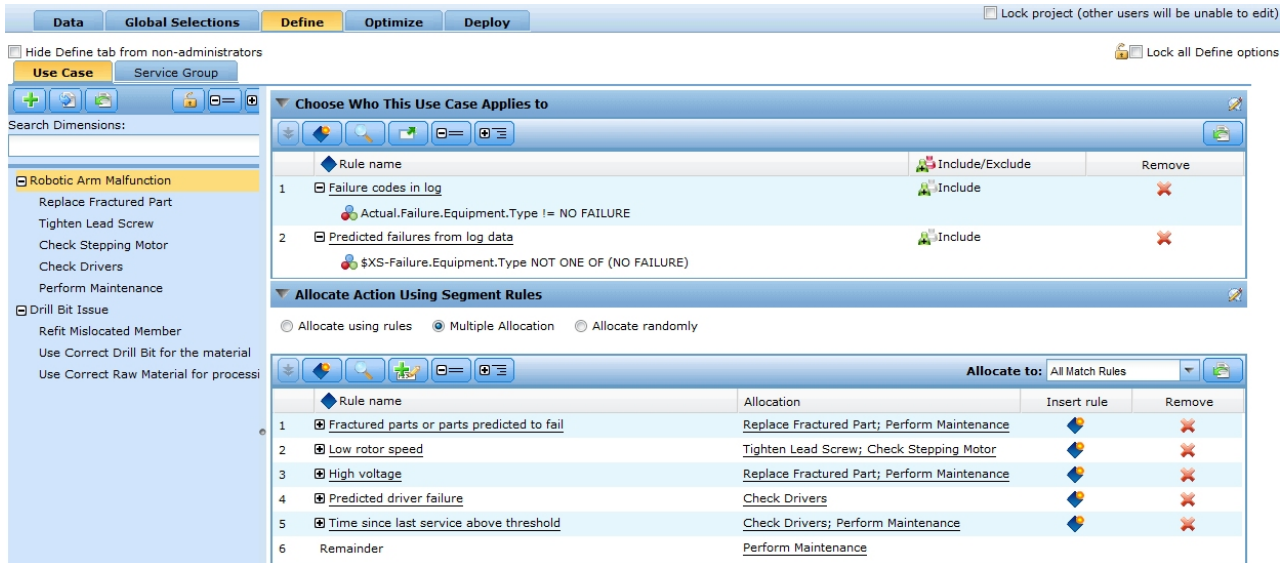 Data Global Selections Define Optimize Deploy Lock project (other users will be unable to edit)
Hide Define tab from non-administrators Lock all Define options
Use Case Service Group
Search Dimensions:
Robotic Arm Malfunction
Replace Fractured Part
Tighten Lead Screw
Check Stepping Motor
Check Drivers
Perform Maintenance
Drill Bit Issue
Refit Mislocated Member
Use Correct Drill Bit for the material
Use Correct Raw Material for processi
Choose Who This Use Case Applies to
Rule name Include/Exclude Remove
1 Failure codes in log Include
Actual.Failure.Equipment.Type != NO FAILURE
2 Predicted failures from log data Include
$XS-Failure.Equipment.Type NOT ONE OF (NO FAILURE)
Allocate Action Using Segment Rules
Allocate using rules Multiple Allocation Allocate randomly
Allocate to: All Match Rules
Rule name Allocation Insert rule Remove
1 Fractured parts or parts predicted to fail Replace Fractured Part; Perform Maintenance
2 Low rotor speed Tighten Lead Screw; Check Stepping Motor
3 High voltage Replace Fractured Part; Perform Maintenance
4 Predicted driver failure Check Drivers
5 Time since last service above threshold Check Drivers; Perform Maintenance
6 Remainder Perform Maintenance